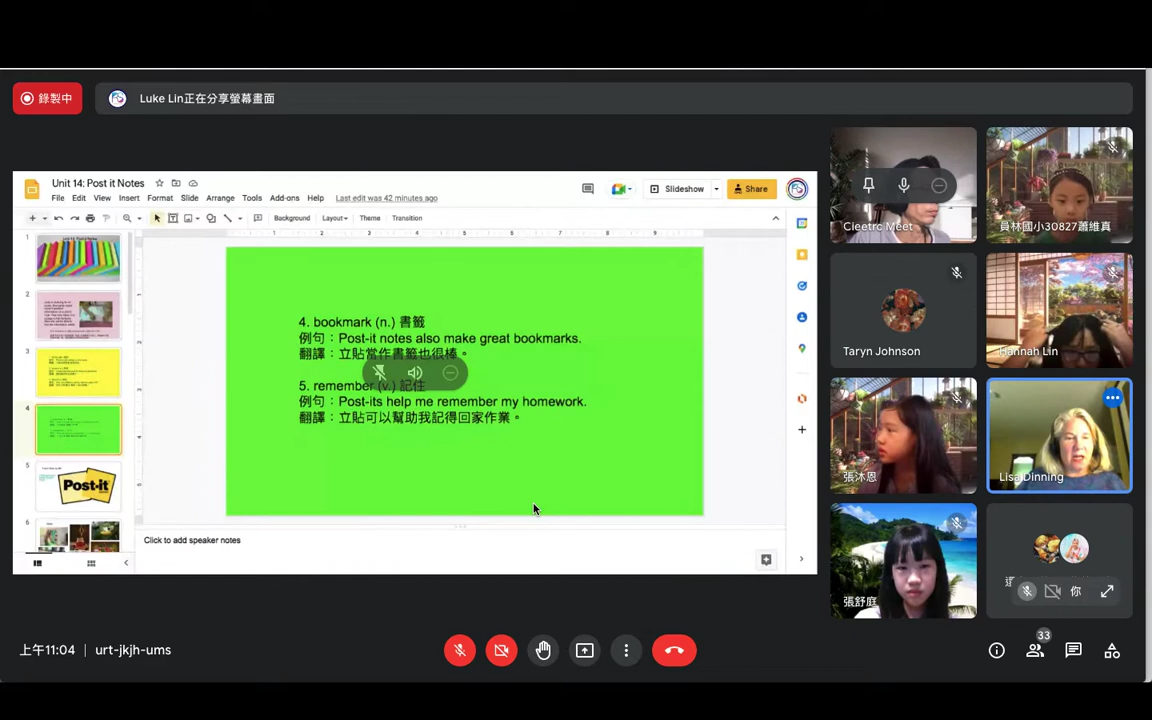 錄製中
Luke Lin正在分享螢幕畫面
Unit 14: Post it Notes
File Edit View Insert Format Slide Arrange Tools Add-ons Help
Last edit was 42 minutes ago
Slideshow
Share
Background Layout Theme Transition
4. bookmark (n.) 書籤
例句：Post-it notes also make great bookmarks.
翻譯：立貼當作書籤也很棒。
5. remember (v.) 記住
例句：Post-its help me remember my homework.
翻譯：立貼可以幫助我記得回家作業。
1
2
3
4
5
Post-it
6
Click to add speaker notes
Cieetrc Meet
員林國小30827蕭維真
Taryn Johnson
Hannah Lin
張沐恩
Lisa Dinning
張舒庭
你
上午11:04
urt-jkjh-ums
33